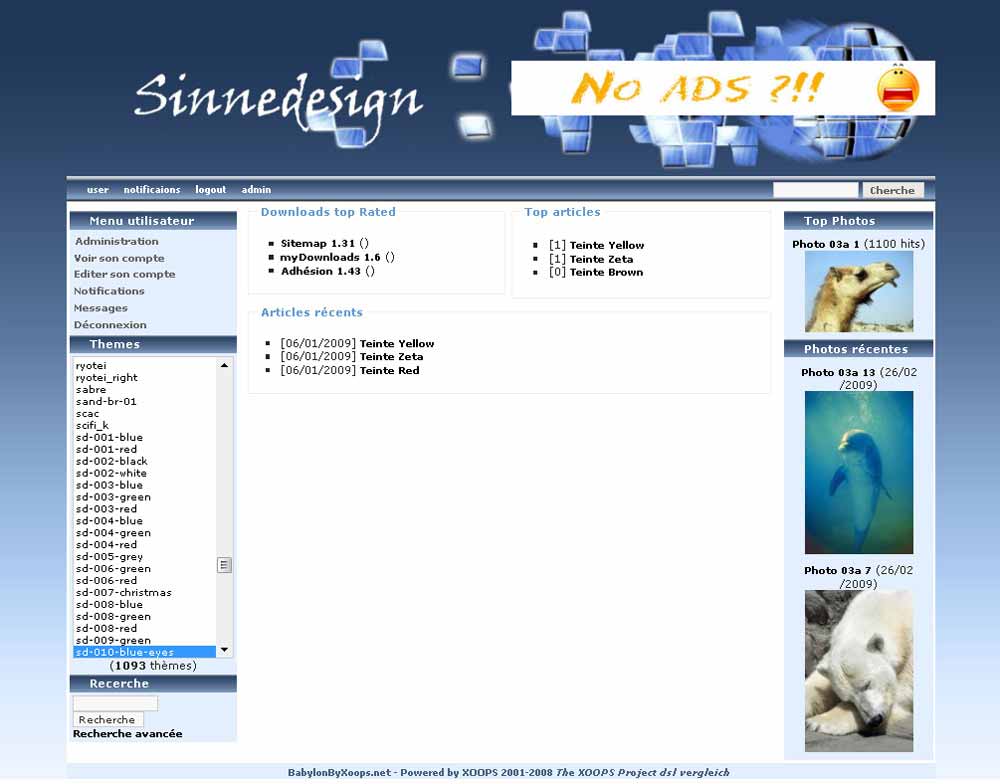 Sinnedesign
No ADS ?!!
user notificaions logout admin
Cherche
Menu utilisateur
Administration
Voir son compte
Editer son compte
Notifications
Messages
Déconnexion
Themes
ryotei
ryotei_right
sabre
sand-br-01
scac
scifi_k
sd-001-blue
sd-001-red
sd-002-black
sd-002-white
sd-003-blue
sd-003-green
sd-003-red
sd-004-blue
sd-004-green
sd-004-red
sd-005-grey
sd-006-green
sd-006-red
sd-007-christmas
sd-008-blue
sd-008-green
sd-008-red
sd-009-green
sd-010-blue-eyes
(1093 thèmes)
Recerche
Recherche
Recherche avancée
Downloads top Rated
Sitemap 1.31 ()
myDownloads 1.6 ()
Adhésion 1.43 ()
Top articles
[1] Teinte Yellow
[1] Teinte Zeta
[0] Teinte Brown
Articles récents
[06/01/2009] Teinte Yellow
[06/01/2009] Teinte Zeta
[06/01/2009] Teinte Red
Top Photos
Photo 03a 1 (1100 hits)
Photos récentes
Photo 03a 13 (26/02
/2009)
Photo 03a 7 (26/02
/2009)
BabylonByXoops.net - Powered by XOOPS 2001-2008 The XOOPS Project dsl vergleich